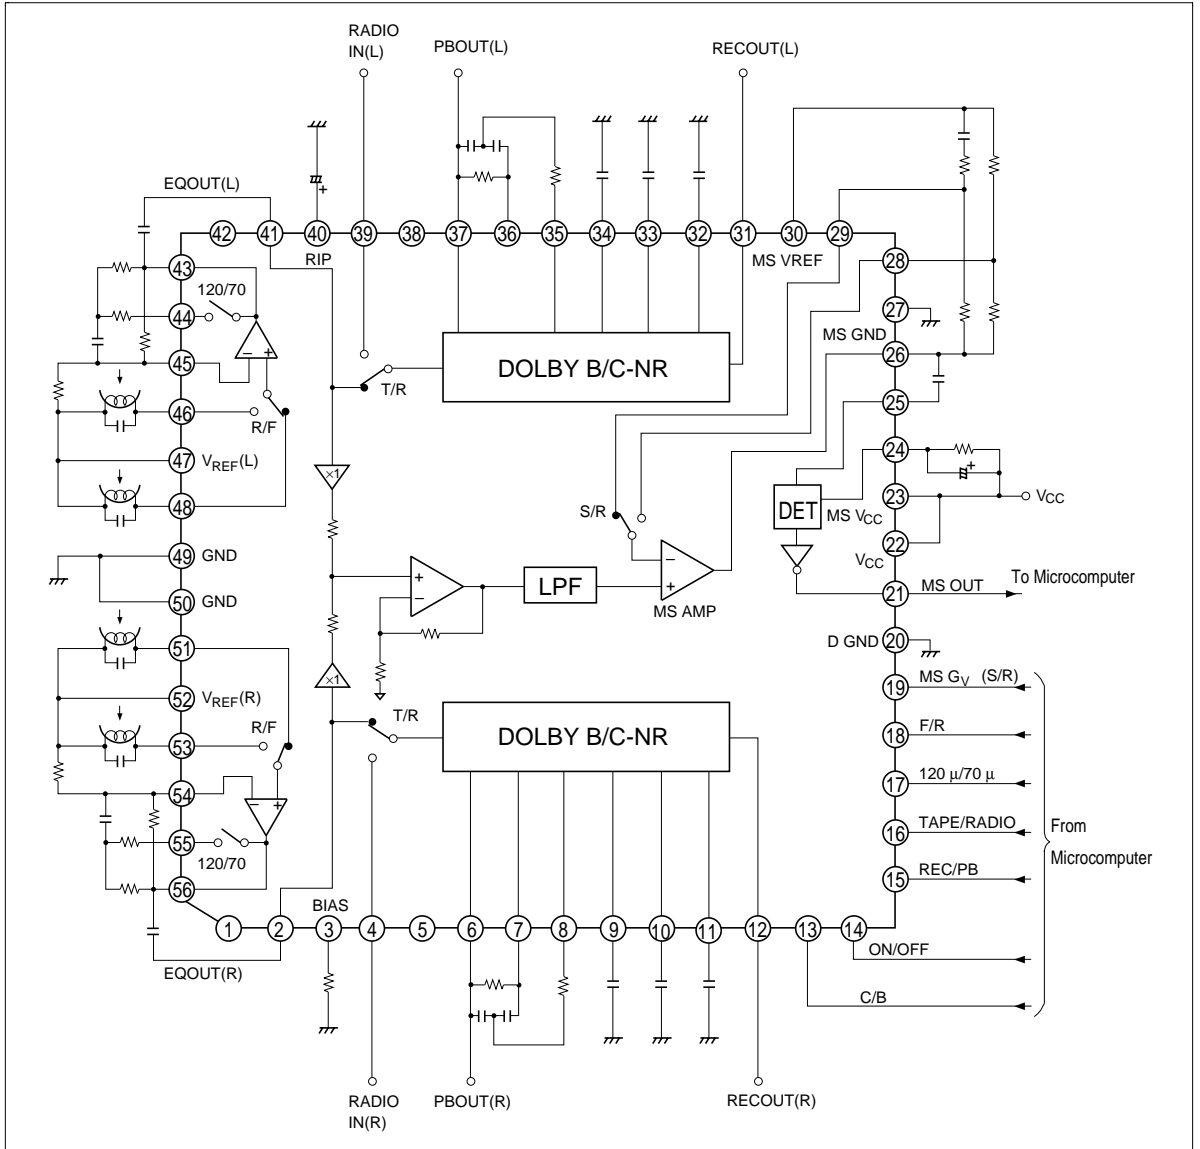 RADIO
IN(L)
PBOUT(L)
RECOUT(L)
EQOUT(L)
42 41 40 39 38 37 36 35 34 33 32 31 30 29
RIP
MS VREF
43
28
120/70
44
27
MS GND
45
26
DOLBY B/C-NR
T/R
46
25
R/F
47
VREF(L)
24
×1
48
S/R
DET
MS VCC
23
VCC
22
VCC
49
GND
LPF
MS AMP
21
MS OUT
To Microcomputer
50
GND
51
20
D GND
52
VREF(R)
×1
19
MS GV (S/R)
53
R/F
T/R
DOLBY B/C-NR
18
F/R
54
17
120 μ/70 μ
55
120/70
16
TAPE/RADIO
From
Microcomputer
56
15
REC/PB
BIAS
1 2 3 4 5 6 7 8 9 10 11 12 13 14
EQOUT(R)
ON/OFF
C/B
RADIO
IN(R)
PBOUT(R)
RECOUT(R)